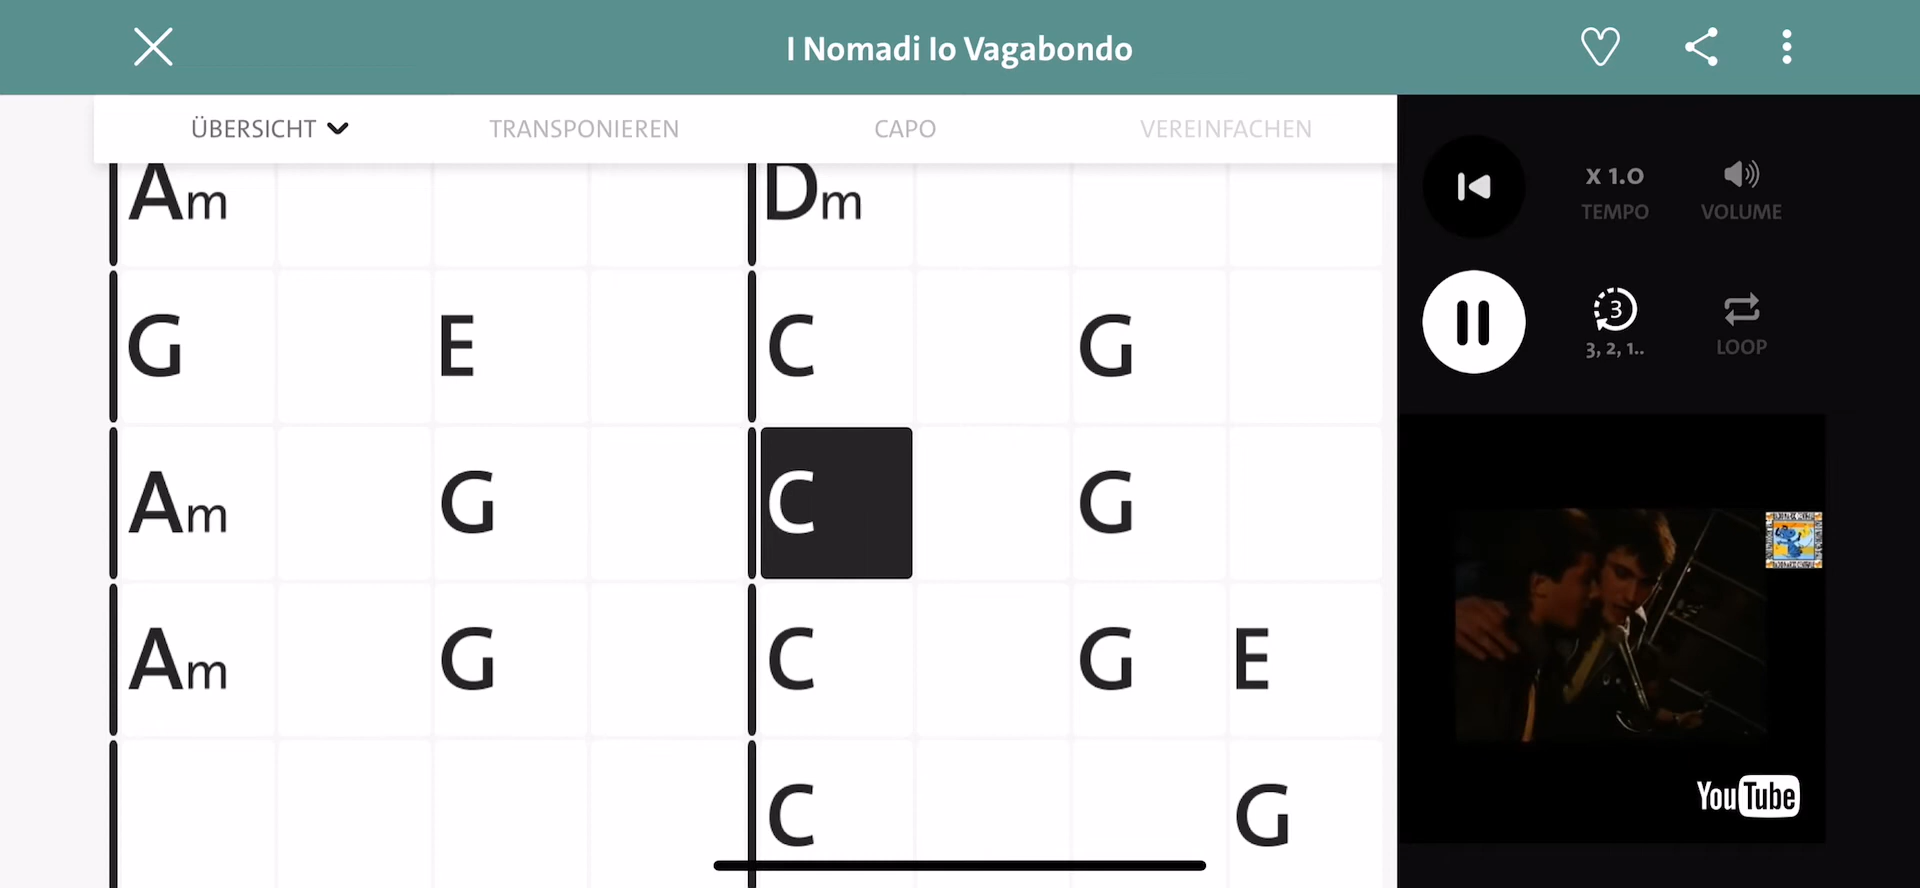 I Nomadi Io Vagabondo
ÜBERSICHT TRANSPONIEREN CAPO VEREINFACHEN
X 1.0
TEMPO VOLUME
Am Dm
G E C G
3
3, 2, 1.. LOOP
Am G C G
Am G C G E
C G
YouTube